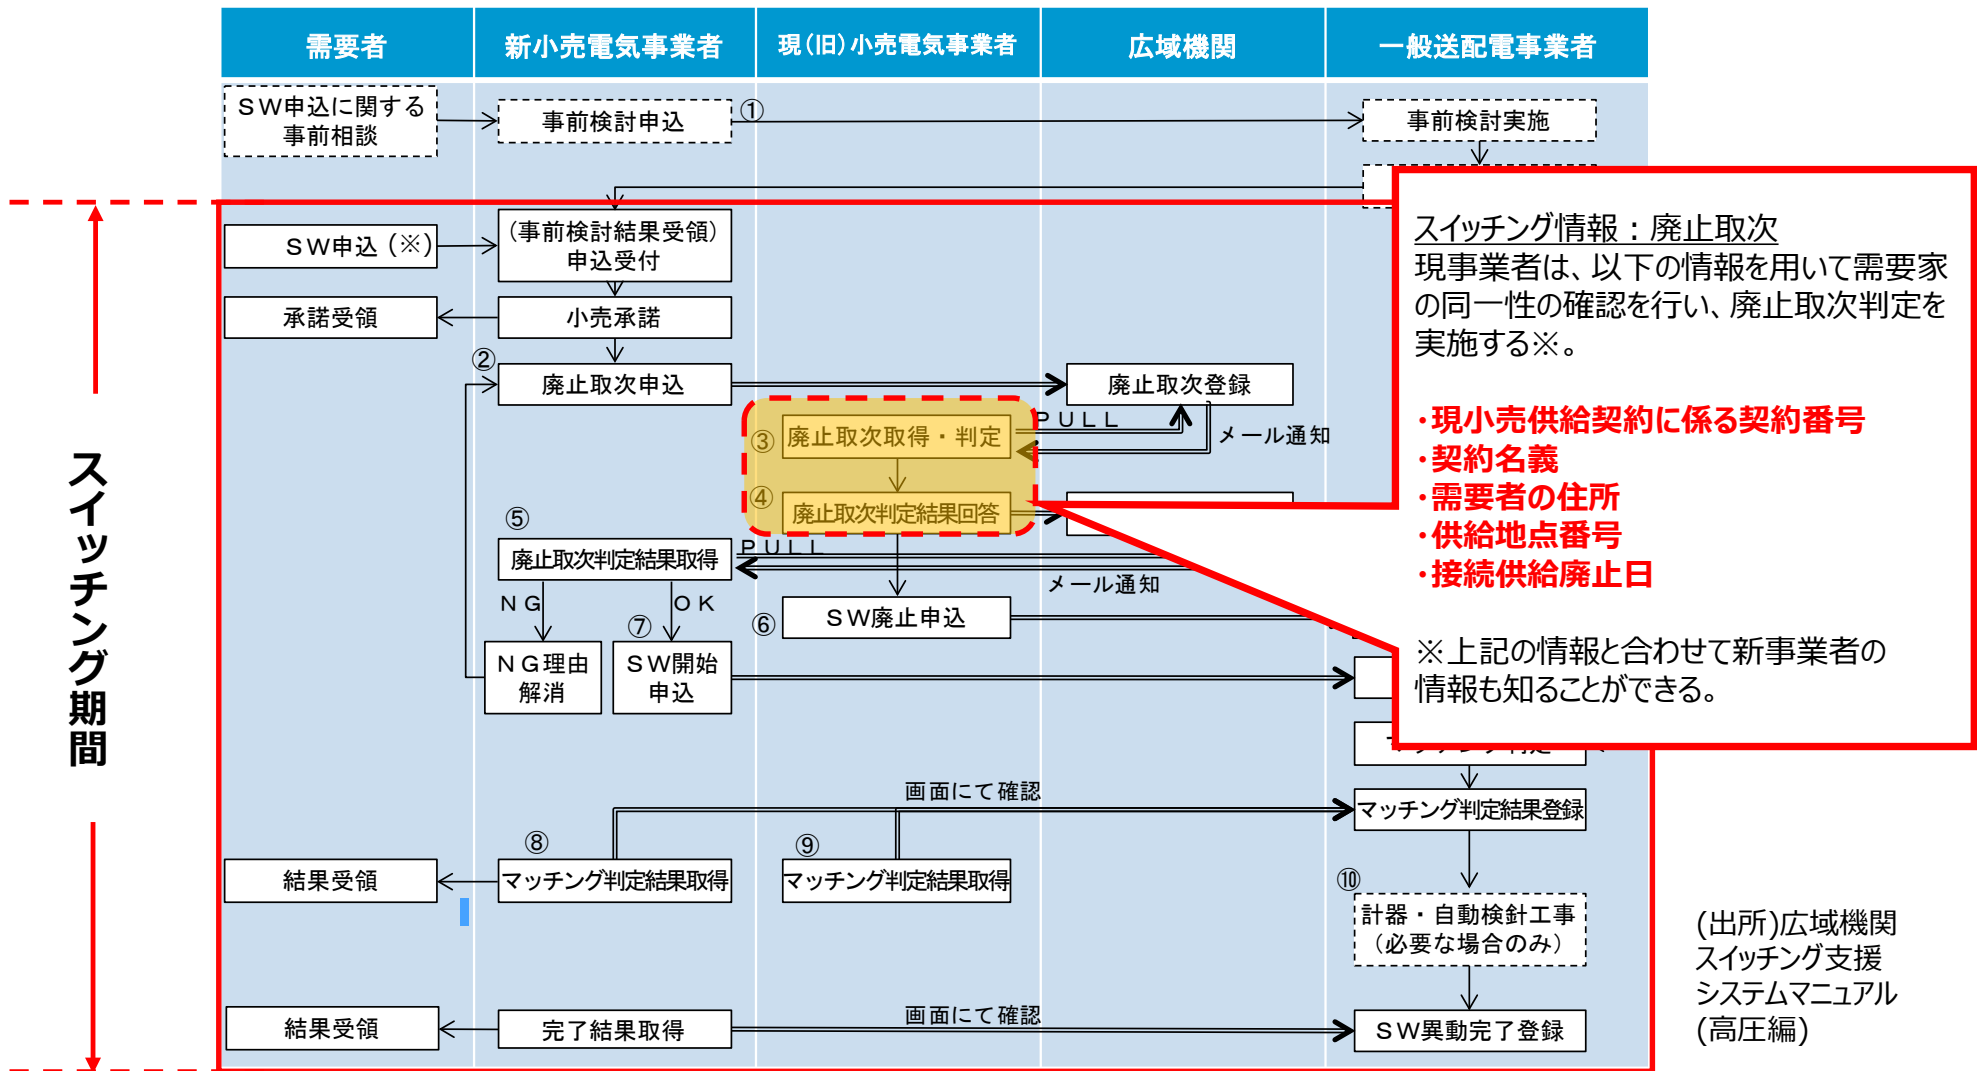 需要者
新小売電気事業者
現(旧)小売電気事業者
広域機関
一般送配電事業者
SW申込に関する
事前相談
事前検討申込
①
事前検討実施
SW申込(※)
(事前検討結果受領)
申込受付
承諾受領
小売承諾
②
廃止取次申込
廃止取次登録
③
廃止取次取得・判定
PULL
メール通知
④
廃止取次判定結果回答
⑤
廃止取次判定結果取得
PULL
メール通知
NG
OK
⑥
SW廃止申込
⑦
NG理由
解消
SW開始
申込
画面にて確認
マッチング判定結果登録
⑧
マッチング判定結果取得
⑨
マッチング判定結果取得
結果受領
⑩
計器・自動検針工事
(必要な場合のみ)
結果受領
完了結果取得
画面にて確認
SW異動完了登録
スイッチング期間
スイッチング情報：廃止取次
現事業者は、以下の情報を用いて需要家
の同一性の確認を行い、廃止取次判定を
実施する※。
・現小売供給契約に係る契約番号
・契約名義
・需要者の住所
・供給地点番号
・接続供給廃止日
※上記の情報と合わせて新事業者の
情報も知ることができる。
(出所)広域機関
スイッチング支援
システムマニュアル
(高圧編)